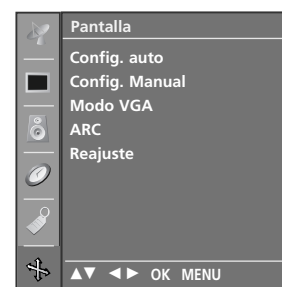 Pantalla
Config. auto
Config. Manual
Modo VGA
ARC
Reajuste
▲▼ ◄► OK MENU